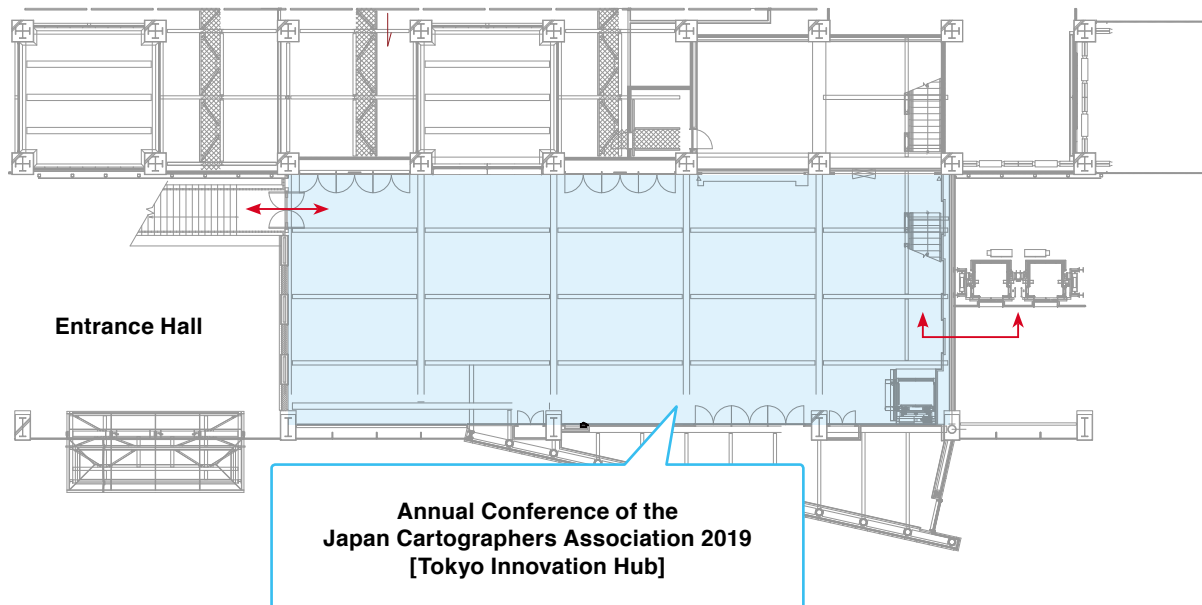 Entrance Hall
Annual Conference of the
Japan Cartographers Association 2019
[Tokyo Innovation Hub]